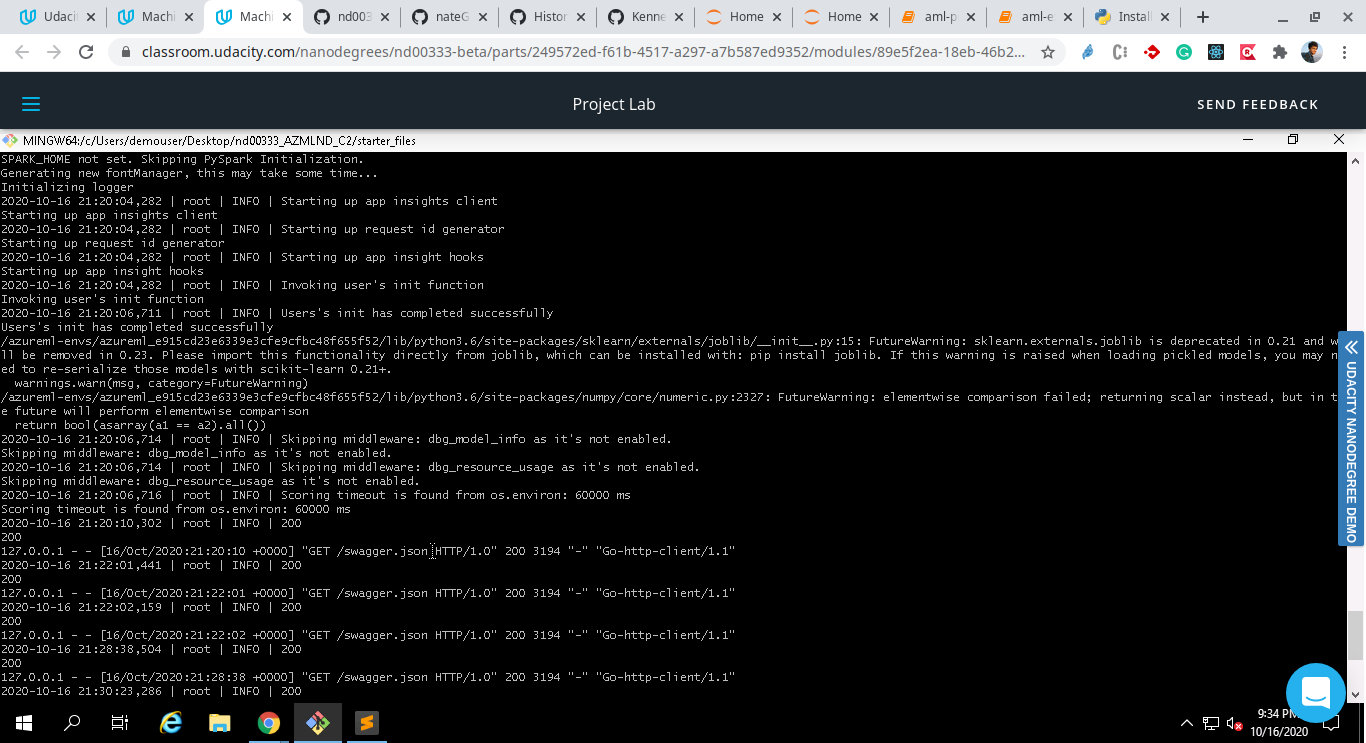 Udaci
Machi
Machi
nd003
nateG
Histor
Kenne
Home
Home
aml-p
aml-e
Install
classroom.udacity.com/nanodegrees/nd00333-beta/parts/249572ed-f61b-4517-a297-a7b587ed9352/modules/89e5f2ea-18eb-46b2...
Project Lab
SEND FEEDBACK
MINGW64:/c/Users/demouser/Desktop/nd00333_AZMLND_C2/starter_files
SPARK_HOME not set. Skipping PySpark Initialization.
Generating new fontManager, this may take some time...
Initializing logger
2020-10-16 21:20:04,282 | root | INFO | Starting up app insights client
Starting up app insights client
2020-10-16 21:20:04,282 | root | INFO | Starting up request id generator
Starting up request id generator
2020-10-16 21:20:04,282 | root | INFO | Starting up app insight hooks
Starting up app insight hooks
2020-10-16 21:20:04,282 | root | INFO | Invoking user's init function
Invoking user's init function
2020-10-16 21:20:06,711 | root | INFO | Users's init has completed successfully
Users's init has completed successfully
/azureml-envs/azureml_e915cd23e6339e3cfe9cfbc48f655f52/lib/python3.6/site-packages/sklearn/externals/joblib/__init__.py:15: FutureWarning: sklearn.externals.joblib is deprecated in 0.21 and w
ll be removed in 0.23. Please import this functionality directly from joblib, which can be installed with: pip install joblib. If this warning is raised when loading pickled models, you may n
ed to re-serialize those models with scikit-learn 0.21+.
warnings.warn(msg, category=FutureWarning)
/azureml-envs/azureml_e915cd23e6339e3cfe9cfbc48f655f52/lib/python3.6/site-packages/numpy/core/numeric.py:2327: FutureWarning: elementwise comparison failed; returning scalar instead, but in t
e future will perform elementwise comparison
return bool(asarray(a1 == a2).all())
2020-10-16 21:20:06,714 | root | INFO | Skipping middleware: dbg_model_info as it's not enabled.
Skipping middleware: dbg_model_info as it's not enabled.
2020-10-16 21:20:06,714 | root | INFO | Skipping middleware: dbg_resource_usage as it's not enabled.
Skipping middleware: dbg_resource_usage as it's not enabled.
2020-10-16 21:20:06,716 | root | INFO | Scoring timeout is found from os.environ: 60000 ms
Scoring timeout is found from os.environ: 60000 ms
2020-10-16 21:20:10,302 | root | INFO | 200
200
127.0.0.1 - - [16/Oct/2020:21:20:10 +0000] "GET /swagger.json HTTP/1.0" 200 3194 "-" "Go-http-client/1.1"
2020-10-16 21:22:01,441 | root | INFO | 200
200
127.0.0.1 - - [16/Oct/2020:21:22:01 +0000] "GET /swagger.json HTTP/1.0" 200 3194 "-" "Go-http-client/1.1"
2020-10-16 21:22:02,159 | root | INFO | 200
200
127.0.0.1 - - [16/Oct/2020:21:22:02 +0000] "GET /swagger.json HTTP/1.0" 200 3194 "-" "Go-http-client/1.1"
2020-10-16 21:28:38,504 | root | INFO | 200
200
127.0.0.1 - - [16/Oct/2020:21:28:38 +0000] "GET /swagger.json HTTP/1.0" 200 3194 "-" "Go-http-client/1.1"
2020-10-16 21:30:23,286 | root | INFO | 200
UDACITY NANODEGREE DEMO
9:34 PM
10/16/2020